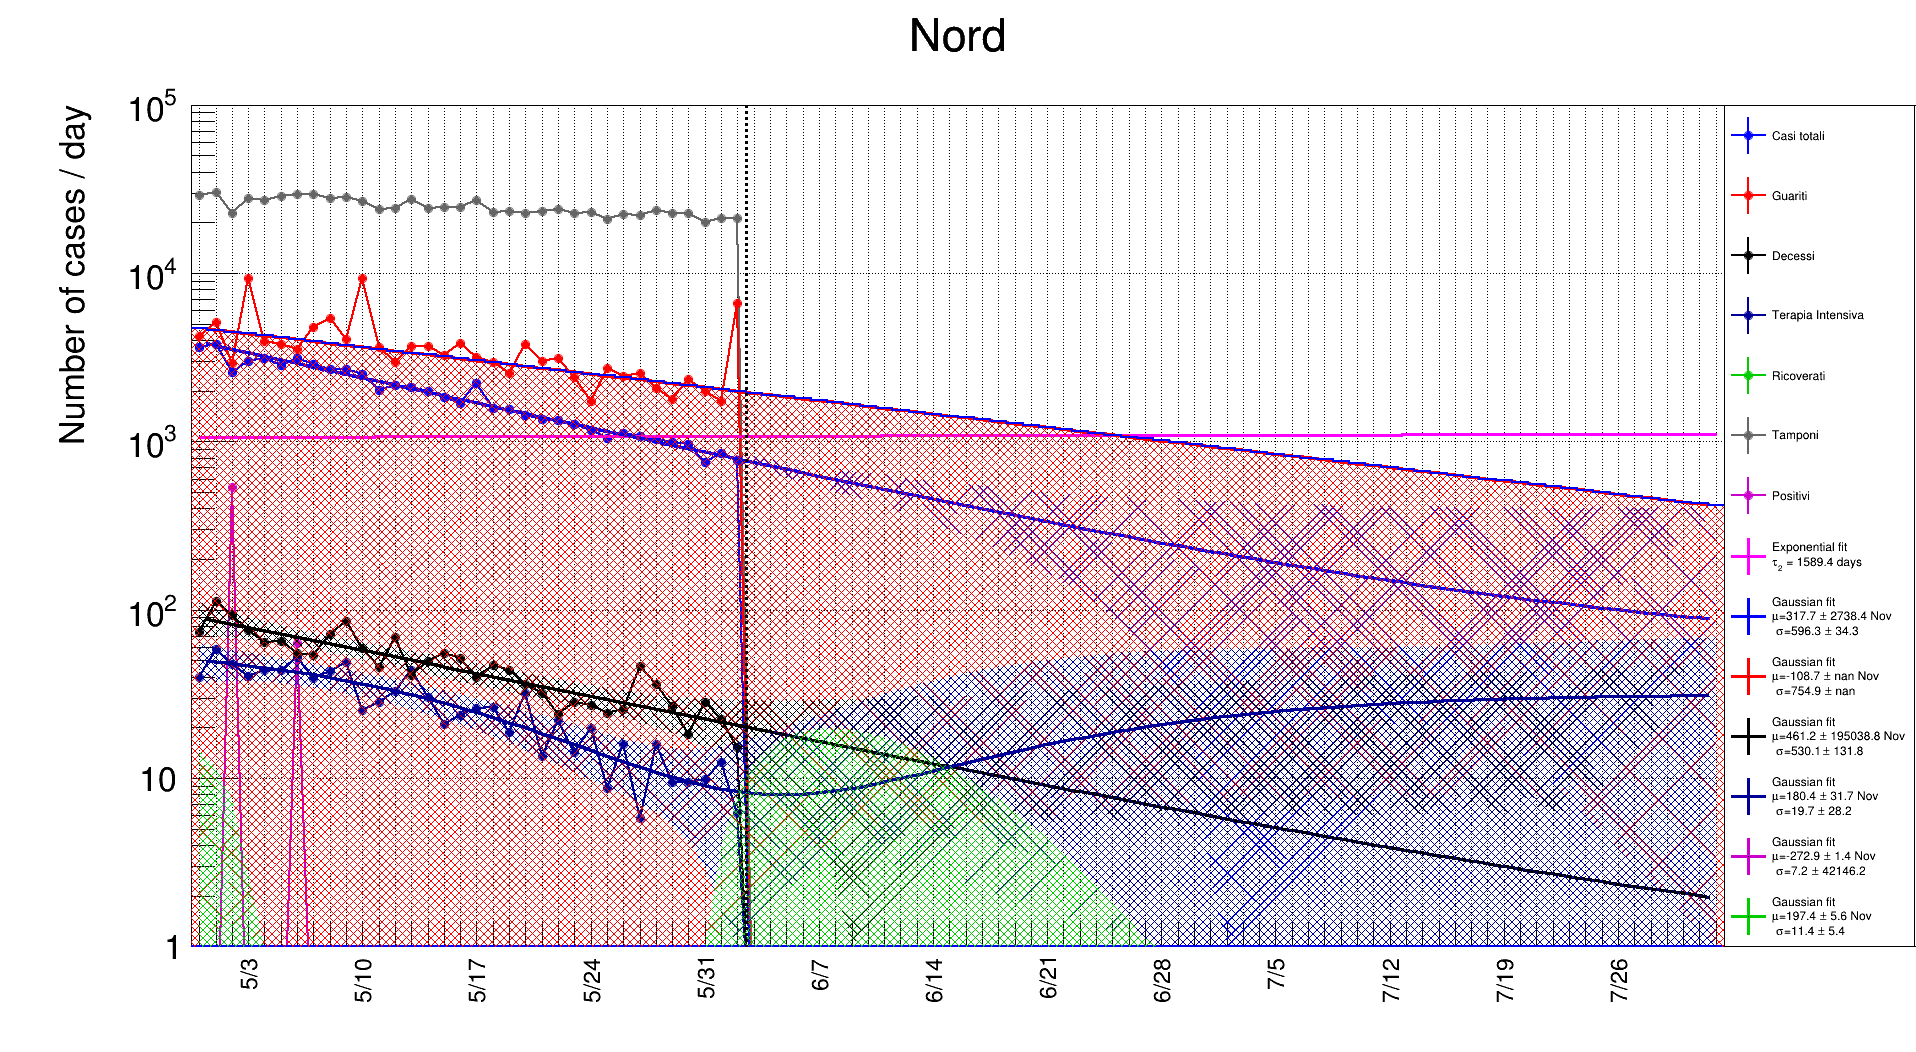 Nord
Number of cases / day
10^5
10^4
10^3
10^2
10
1
5/3
5/10
5/17
5/24
5/31
6/7
6/14
6/21
6/28
7/5
7/12
7/19
7/26
Casi totali
Guariti
Decessi
Terapia Intensiva
Ricoverati
Tamponi
Positivi
Exponential fit
τ_2 = 1589.4 days
Gaussian fit
μ=317.7 ± 2738.4 Nov
σ=596.3 ± 34.3
Gaussian fit
μ=-108.7 ± nan Nov
σ=754.9 ± nan
Gaussian fit
μ=461.2 ± 195038.8 Nov
σ=530.1 ± 131.8
Gaussian fit
μ=180.4 ± 31.7 Nov
σ=19.7 ± 28.2
Gaussian fit
μ=-272.9 ± 1.4 Nov
σ=7.2 ± 42146.2
Gaussian fit
μ=197.4 ± 5.6 Nov
σ=11.4 ± 5.4